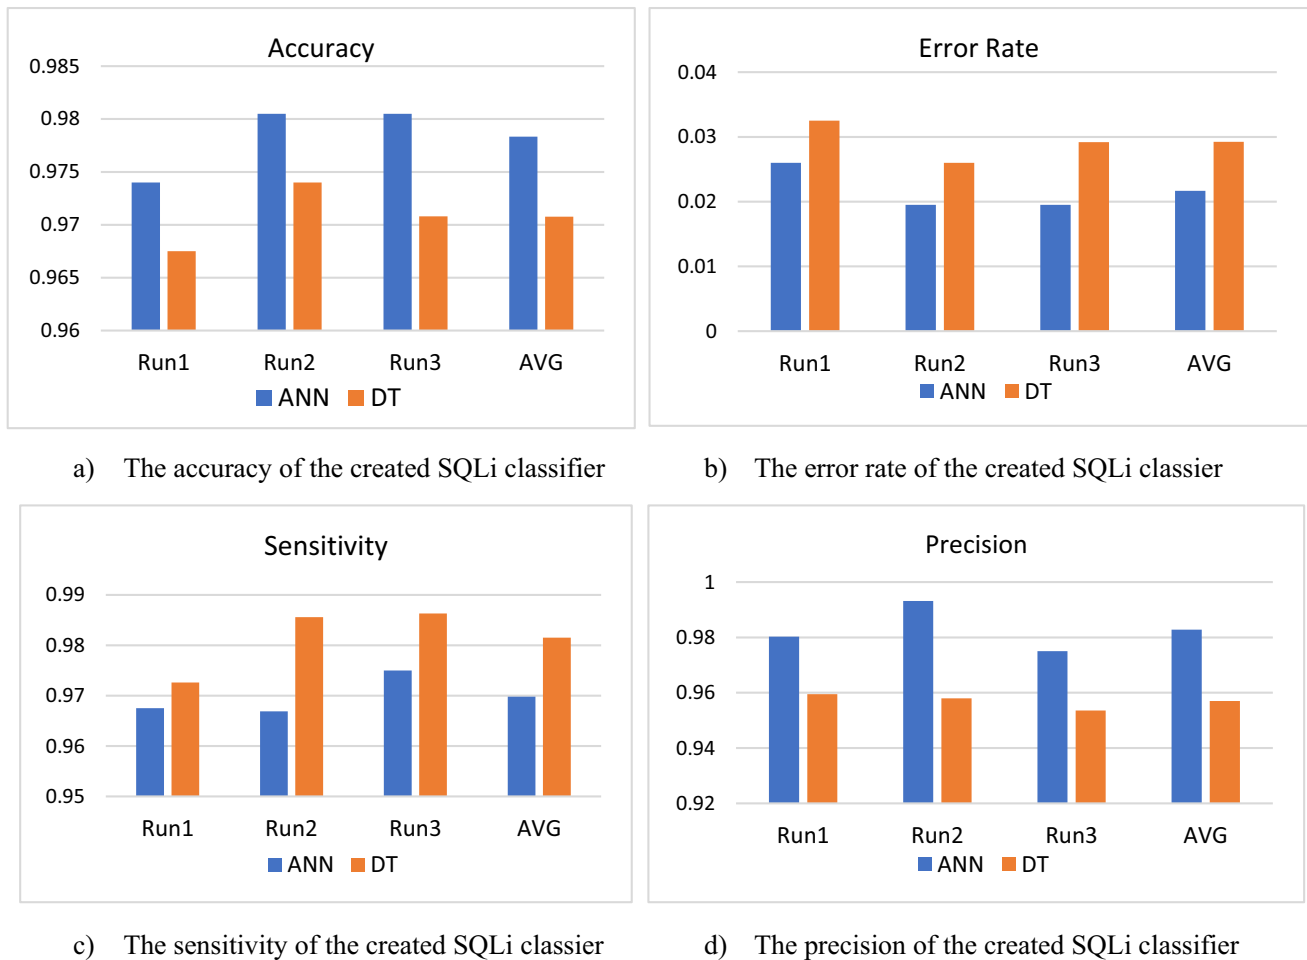 Accuracy
0.985
0.98
0.975
0.97
0.965
0.96
Run1 Run2 Run3 AVG
ANN DT
Error Rate
0.04
0.03
0.02
0.01
0
Run1 Run2 Run3 AVG
ANN DT
a) The accuracy of the created SQLi classifier
b) The error rate of the created SQLi classier
Sensitivity
0.99
0.98
0.97
0.96
0.95
Run1 Run2 Run3 AVG
ANN DT
Precision
1
0.98
0.96
0.94
0.92
Run1 Run2 Run3 AVG
ANN DT
c) The sensitivity of the created SQLi classier
d) The precision of the created SQLi classifier